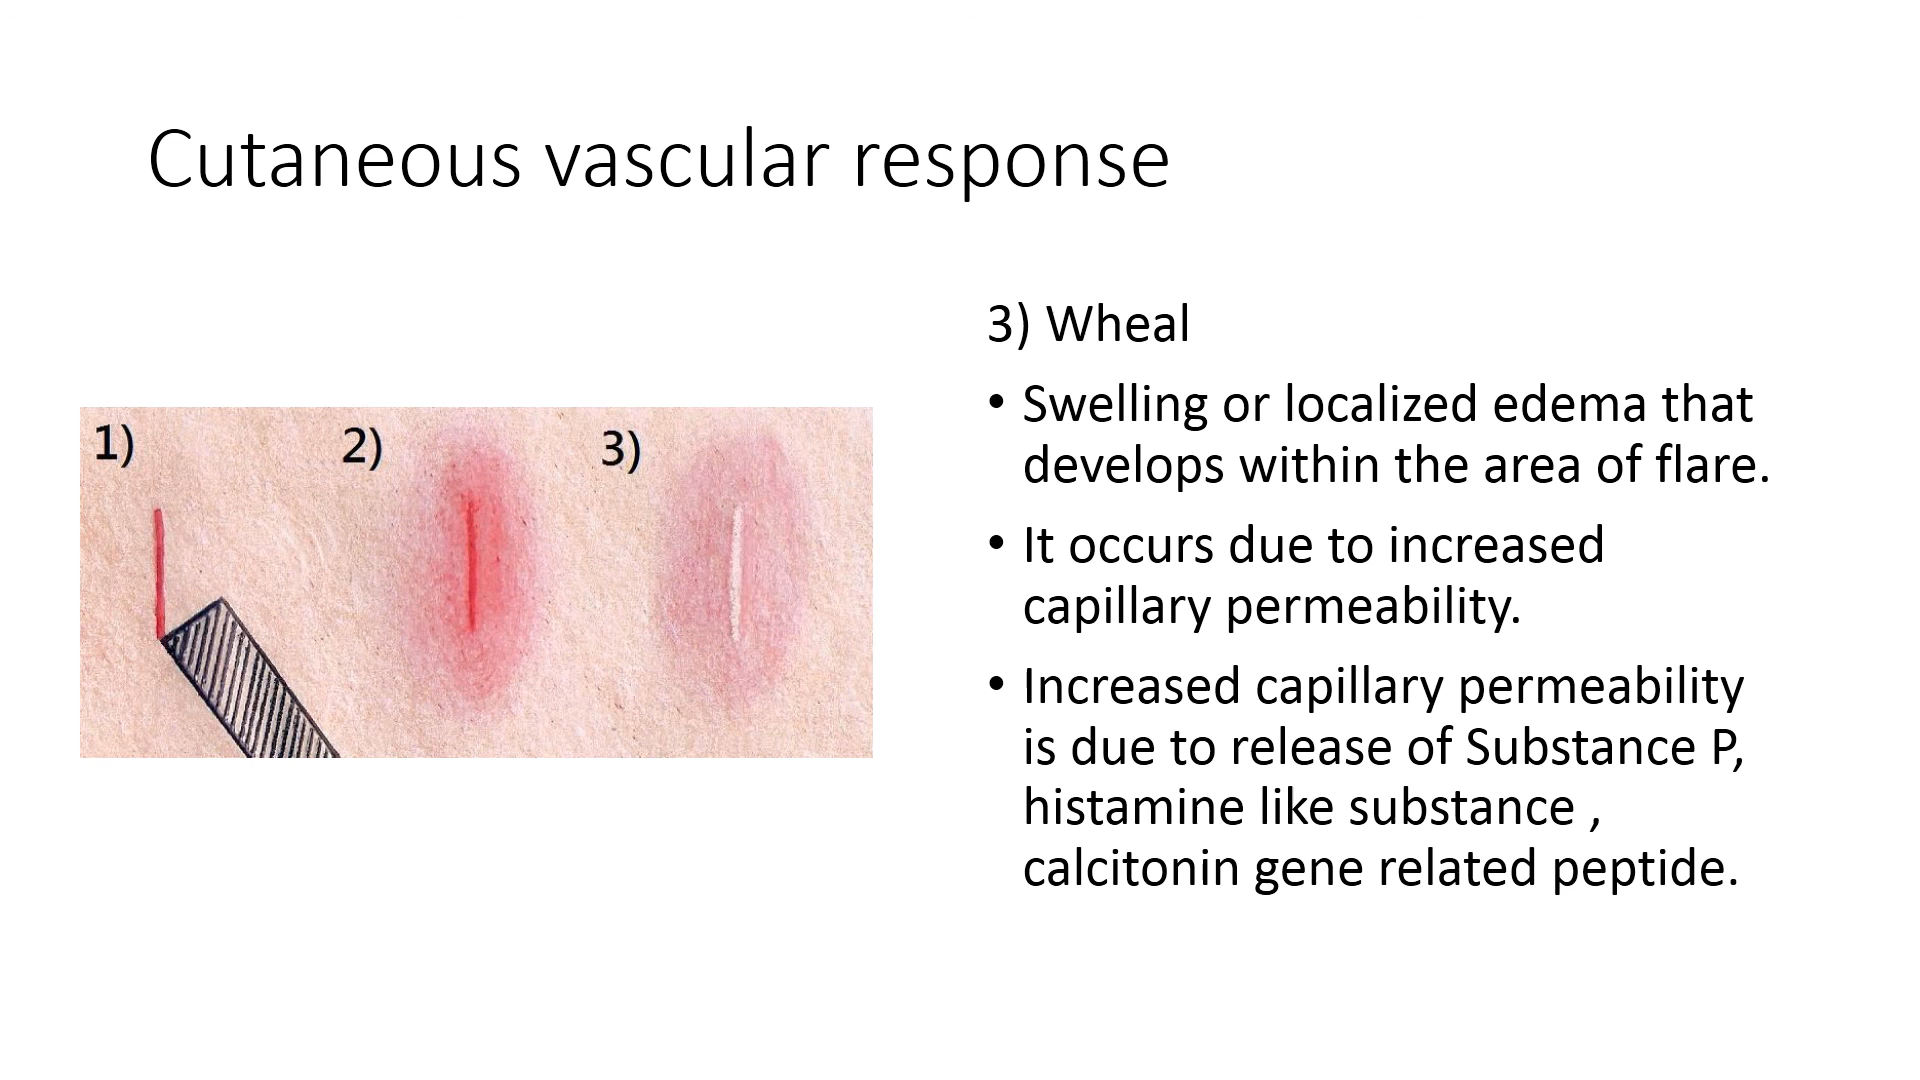 Cutaneous vascular response
1)
2)
3)
3) Wheal
• Swelling or localized edema that
develops within the area of flare.
• It occurs due to increased
capillary permeability.
• Increased capillary permeability
is due to release of Substance P,
histamine like substance ,
calcitonin gene related peptide.